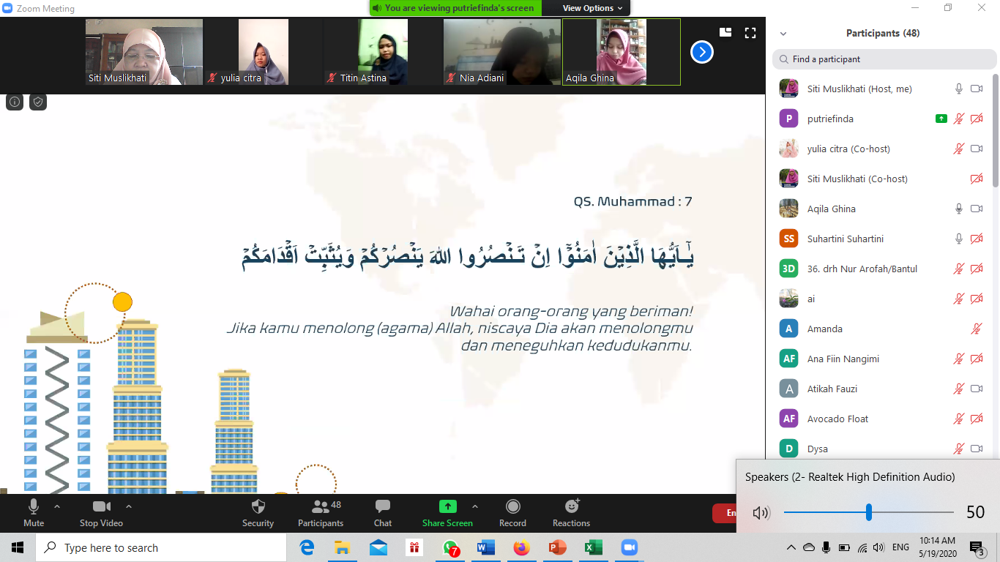 Zoom Meeting
You are viewing putriefinda's screen
View Options
Siti Muslikhati
yulia citra
Titin Astina
Nia Adiani
Aqila Ghina
QS. Muhammad : 7
يٰٓـاَيُّهَا الَّذِيْنَ اٰمَنُوْٓا اِنْ تَـنْصُرُوا اللهَ يَنْصُرْكُمْ وَيُثَبِّتْ اَقْدَامَكُمْ
Wahai orang-orang yang beriman!
Jika kamu menolong (agama) Allah, niscaya Dia akan menolongmu
dan meneguhkan kedudukanmu.
Participants (48)
Find a participant
Siti Muslikhati (Host, me)
P putriefinda
yulia citra (Co-host)
Siti Muslikhati (Co-host)
Aqila Ghina
SS Suhartini Suhartini
3D 36. drh Nur Arofah/Bantul
ai
A Amanda
AF Ana Fiin Nangimi
A Atikah Fauzi
AF Avocado Float
D Dysa
Speakers (2- Realtek High Definition Audio)
50
Mute
Stop Video
Security
Participants 48
Chat
Share Screen
Record
Reactions
En
Type here to search
7
ENG
10:14 AM
5/19/2020
3